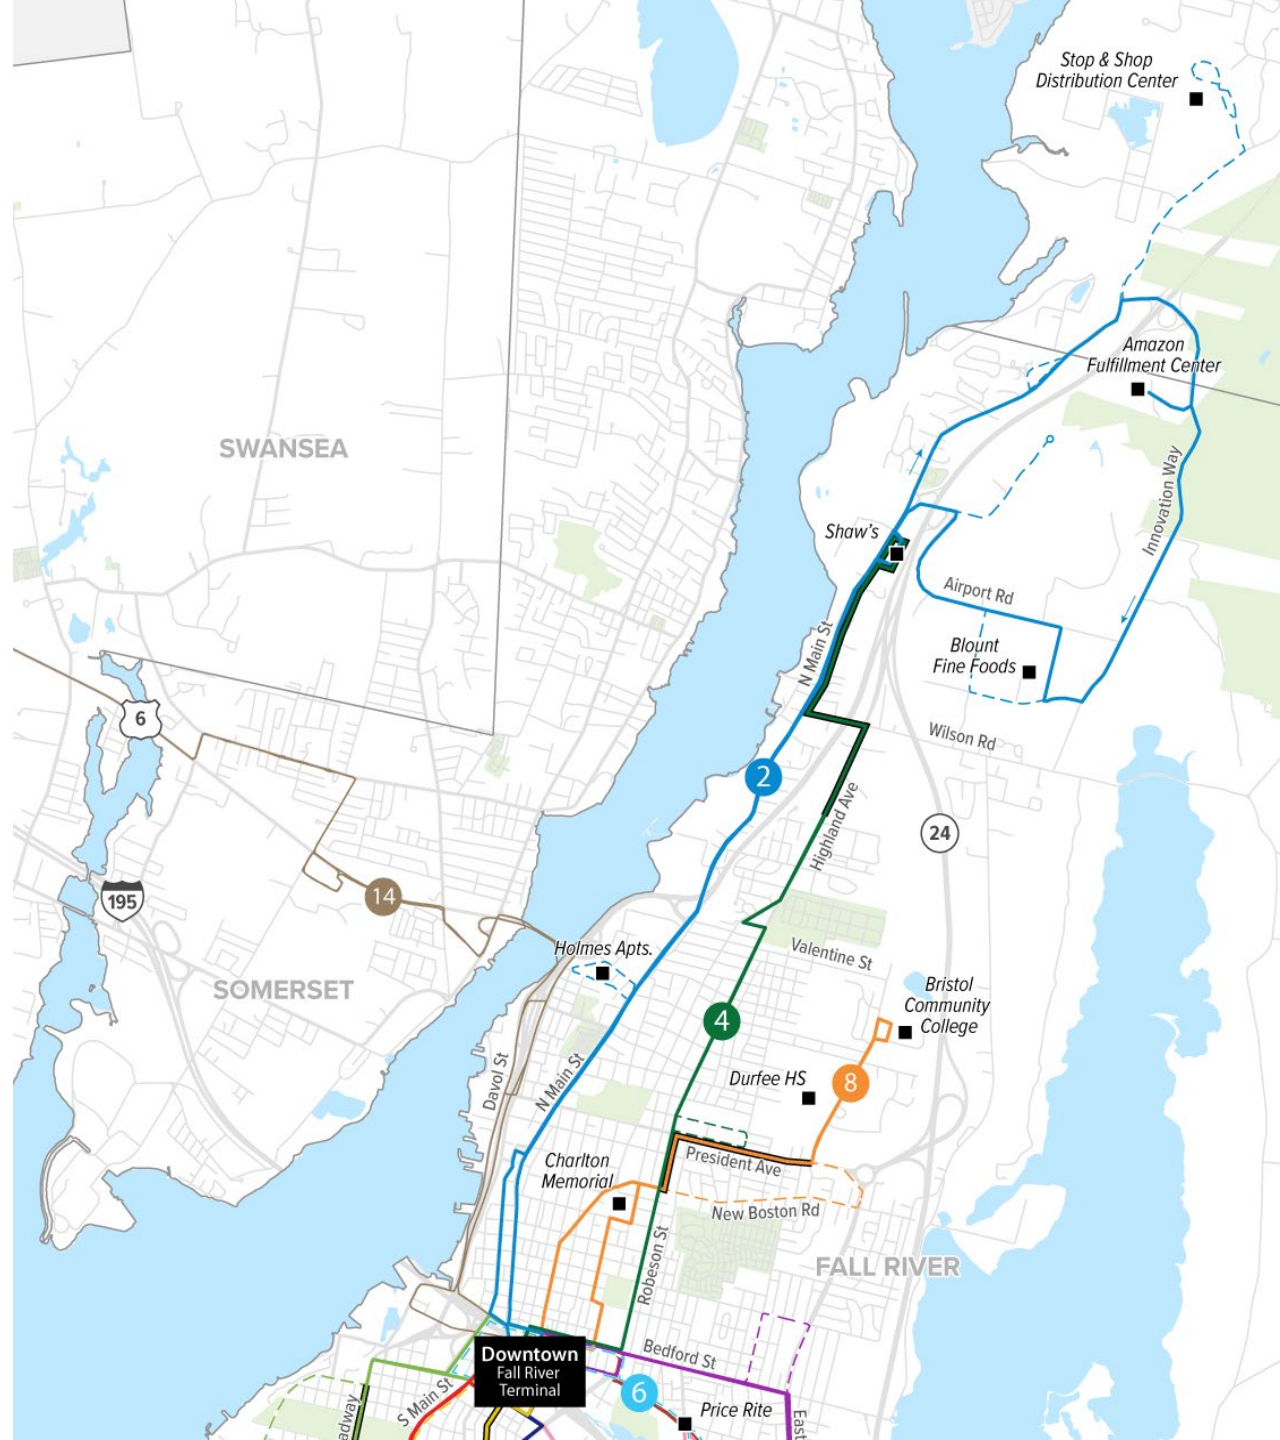 Stop & Shop
Distribution Center
Amazon
Fulfillment Center
SWANSEA
Innovation Way
Shaw's
Airport Rd
N Main St
Blount
Fine Foods
6
Wilson Rd
2
Highland Ave
24
195
14
Holmes Apts.
Valentine St
SOMERSET
Bristol
Community
College
4
Davol St
N Main St
Durfee HS
8
Charlton
Memorial
President Ave
New Boston Rd
Robeson St
FALL RIVER
Downtown
Fall River
Terminal
Bedford St
6
S Main St
Price Rite
adway
East